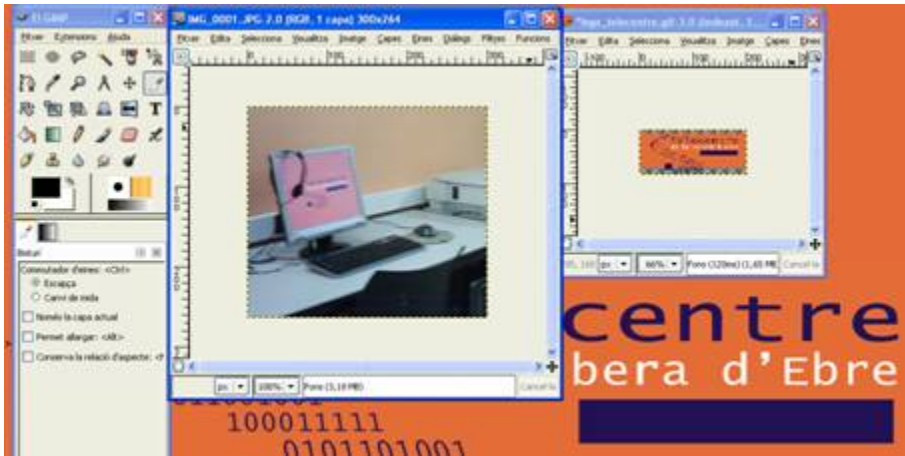 El GIMP
Fitxer Extensions Ajuda
Boturí
Commutador d'eines: <Ctrl>
Escapça
Canvi de mida
Només la capa actual
Permet allargar: <Alt>
Conserva la relació d'aspecte:
IMG_0001.JPG-2.0 (RGB, 1 capa) 300x264
Fitxer Edita Selecciona Visualitza Imatge Capes Eines Diàlegs Filtres Funcions
px 100% Fons (3,18 MB) Cancel·la
Fitxer Edita Selecciona Visualitza Imatge Capes Eines
px 66% Fons (120ms) (1,65 MB) Cancel·la
centre
bera d'Ebre
011001001
100011111
0101101001